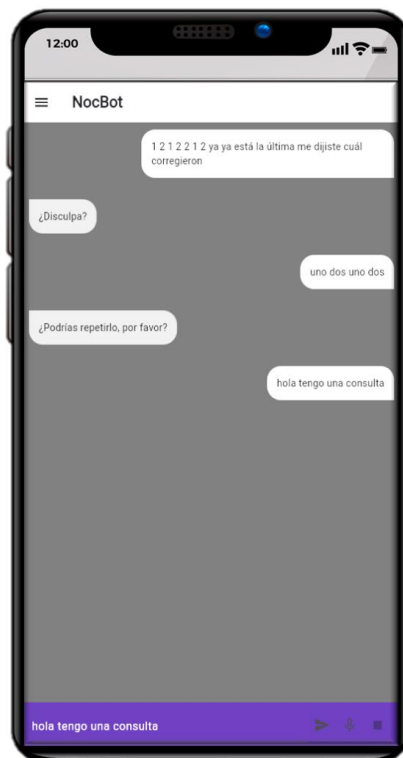 12:00
NocBot
1 2 1 2 2 1 2 ya ya está la última me dijiste cuál
corregieron
¿Disculpa?
uno dos uno dos
¿Podrías repetirlo, por favor?
hola tengo una consulta
hola tengo una consulta